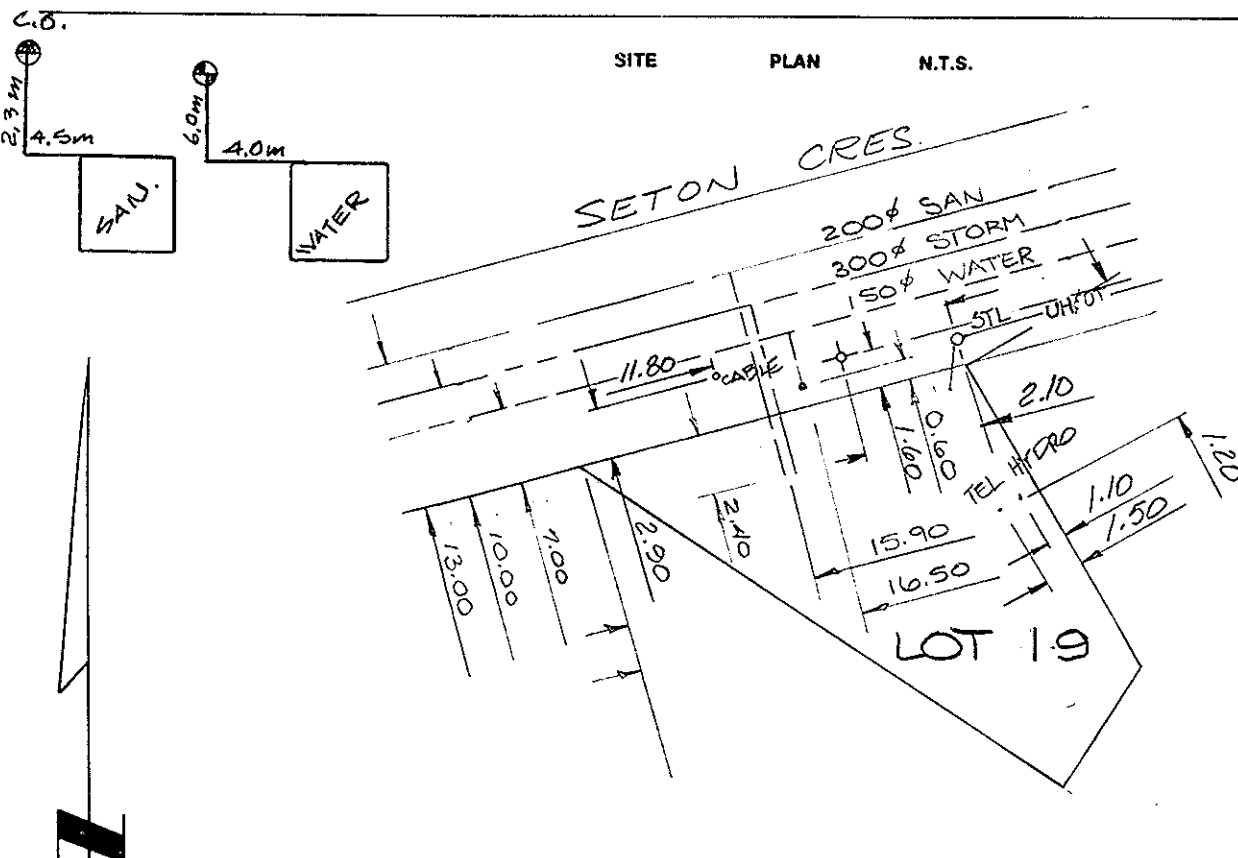 C.O.
SITE PLAN N.T.S.
2.3m
4.5m
SAN.
6.0m
4.0m
WATER
SETON CRES.
200ø SAN
300ø STORM
150ø WATER
STL
11.80
CABLE
2.10
1.60
0.60
TEL HYDRO
1.20
1.10
1.50
2.40
2.90
7.00
10.00
13.00
15.90
16.50
LOT 19